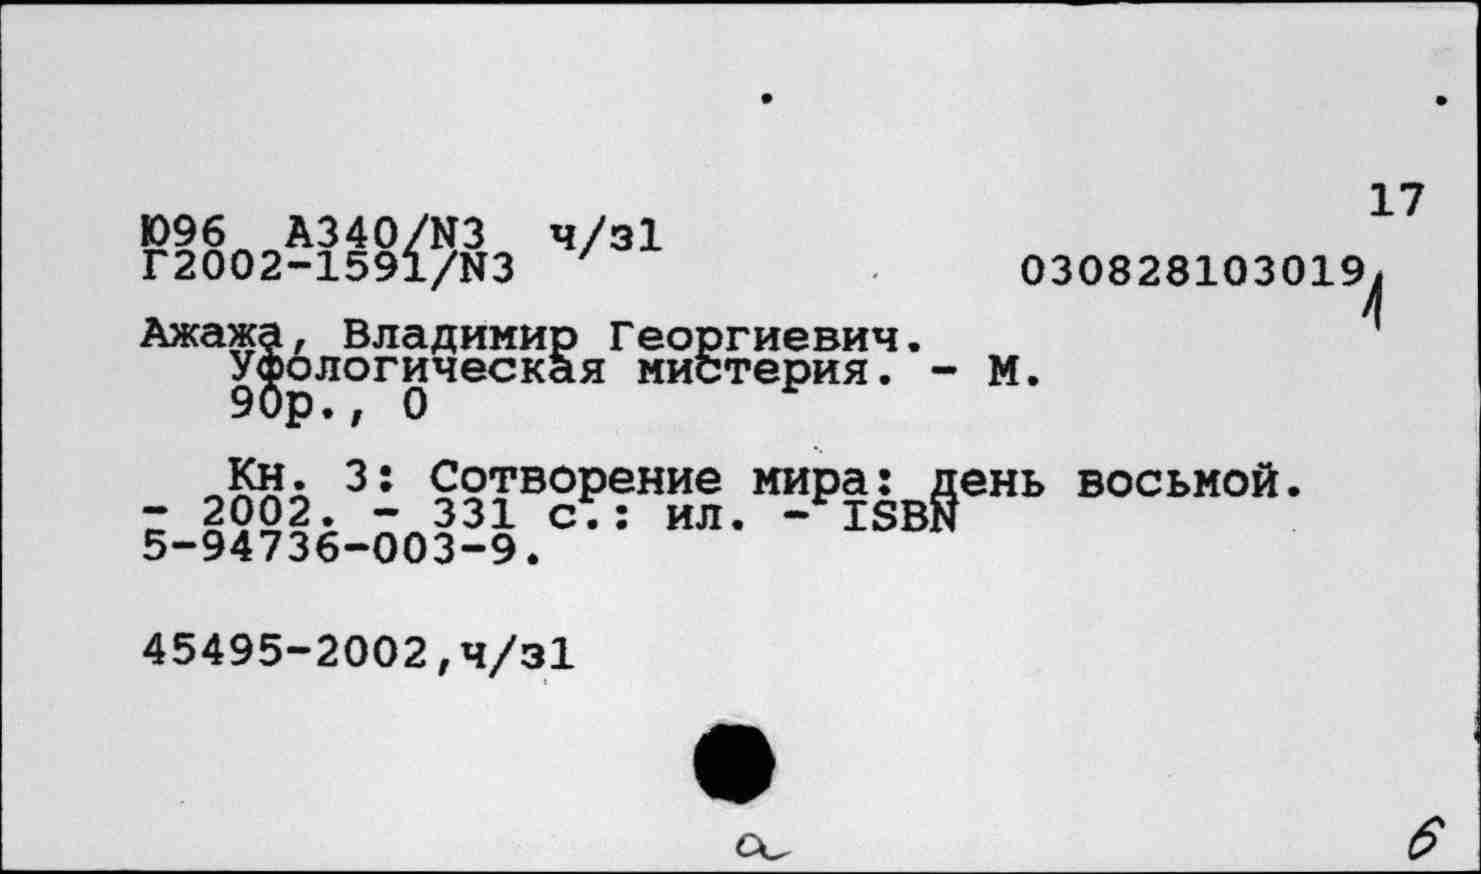 17
Ю96 А340/N3 ч/з1
Г2002-1591/N3 030828103019
Ажажа, Владимир Георгиевич.
Уфологическая мистерия. - М.
90р., 0
Кн. 3: Сотворение мира: день восьмой.
- 2002. - 331 с.: ил. - ISBN
5-94736-003-9.
45495-2002,ч/з1
а
б